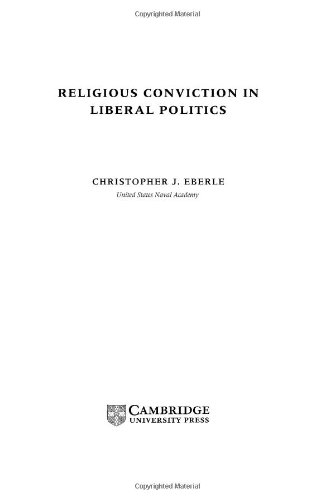 Copyrighted Material
RELIGIOUS CONVICTION IN
LIBERAL POLITICS
CHRISTOPHER J. EBERLE
United States Naval Academy
CAMBRIDGE
UNIVERSITY PRESS
Copyrighted Material